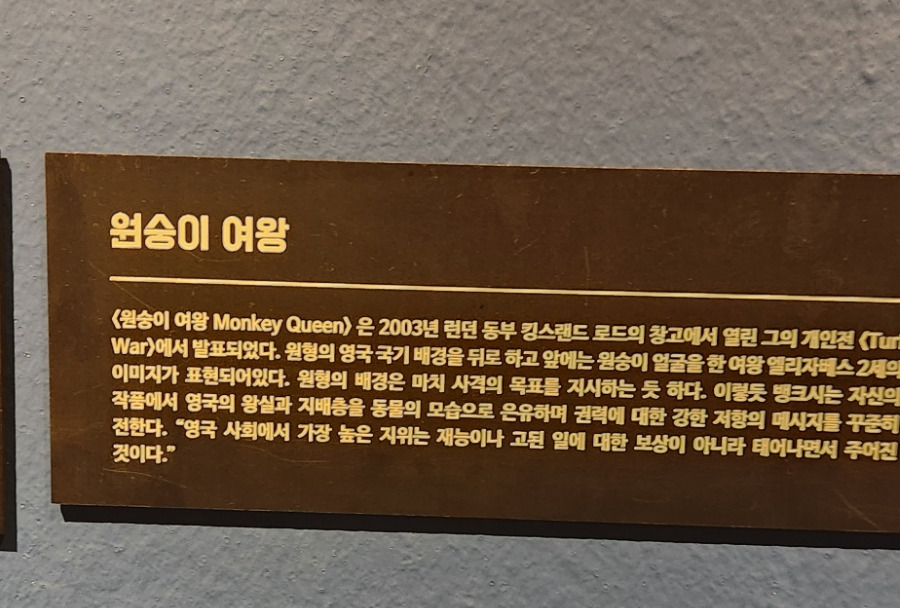 원숭이 여왕
〈원숭이 여왕 Monkey Queen〉 은 2003년 런던 동부 킹스랜드 로드의 창고에서 열린 그의 개인전
War〉에서 발표되었다. 원형의 영국 국기 배경을 뒤로 하고 앞에는 원숭이 얼굴을 한 여왕 엘리자베스 2세의
이미지가 표현되어있다. 원형의 배경은 마치 사격의 목표를 지시하는 듯 하다. 이렇듯 뱅크시는 자신의
작품에서 영국의 왕실과 지배층을 동물의 모습으로 은유하며 권력에 대한 강한 저항의 메시지를 꾸준히
전한다. “영국 사회에서 가장 높은 지위는 재능이나 고된 일에 대한 보상이 아니라 태어나면서 주어진
것이다.”